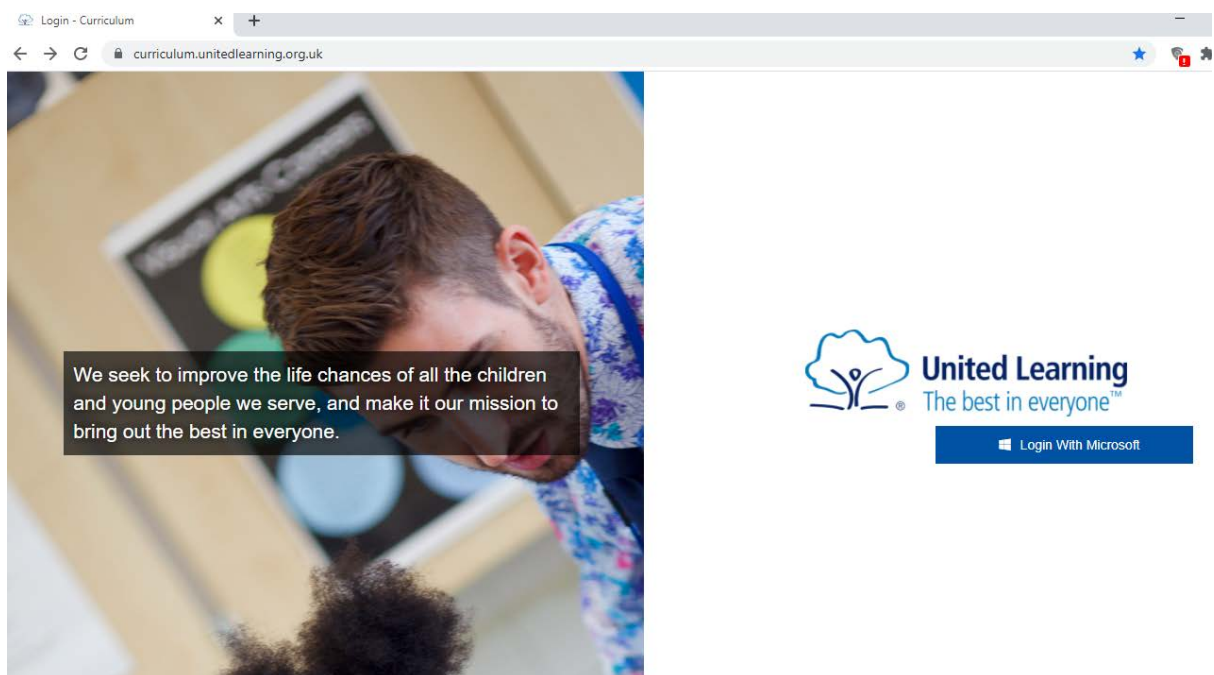 Login - Curriculum
curriculum.unitedlearning.org.uk
We seek to improve the life chances of all the children
and young people we serve, and make it our mission to
bring out the best in everyone.
United Learning
® The best in everyone™
Login With Microsoft